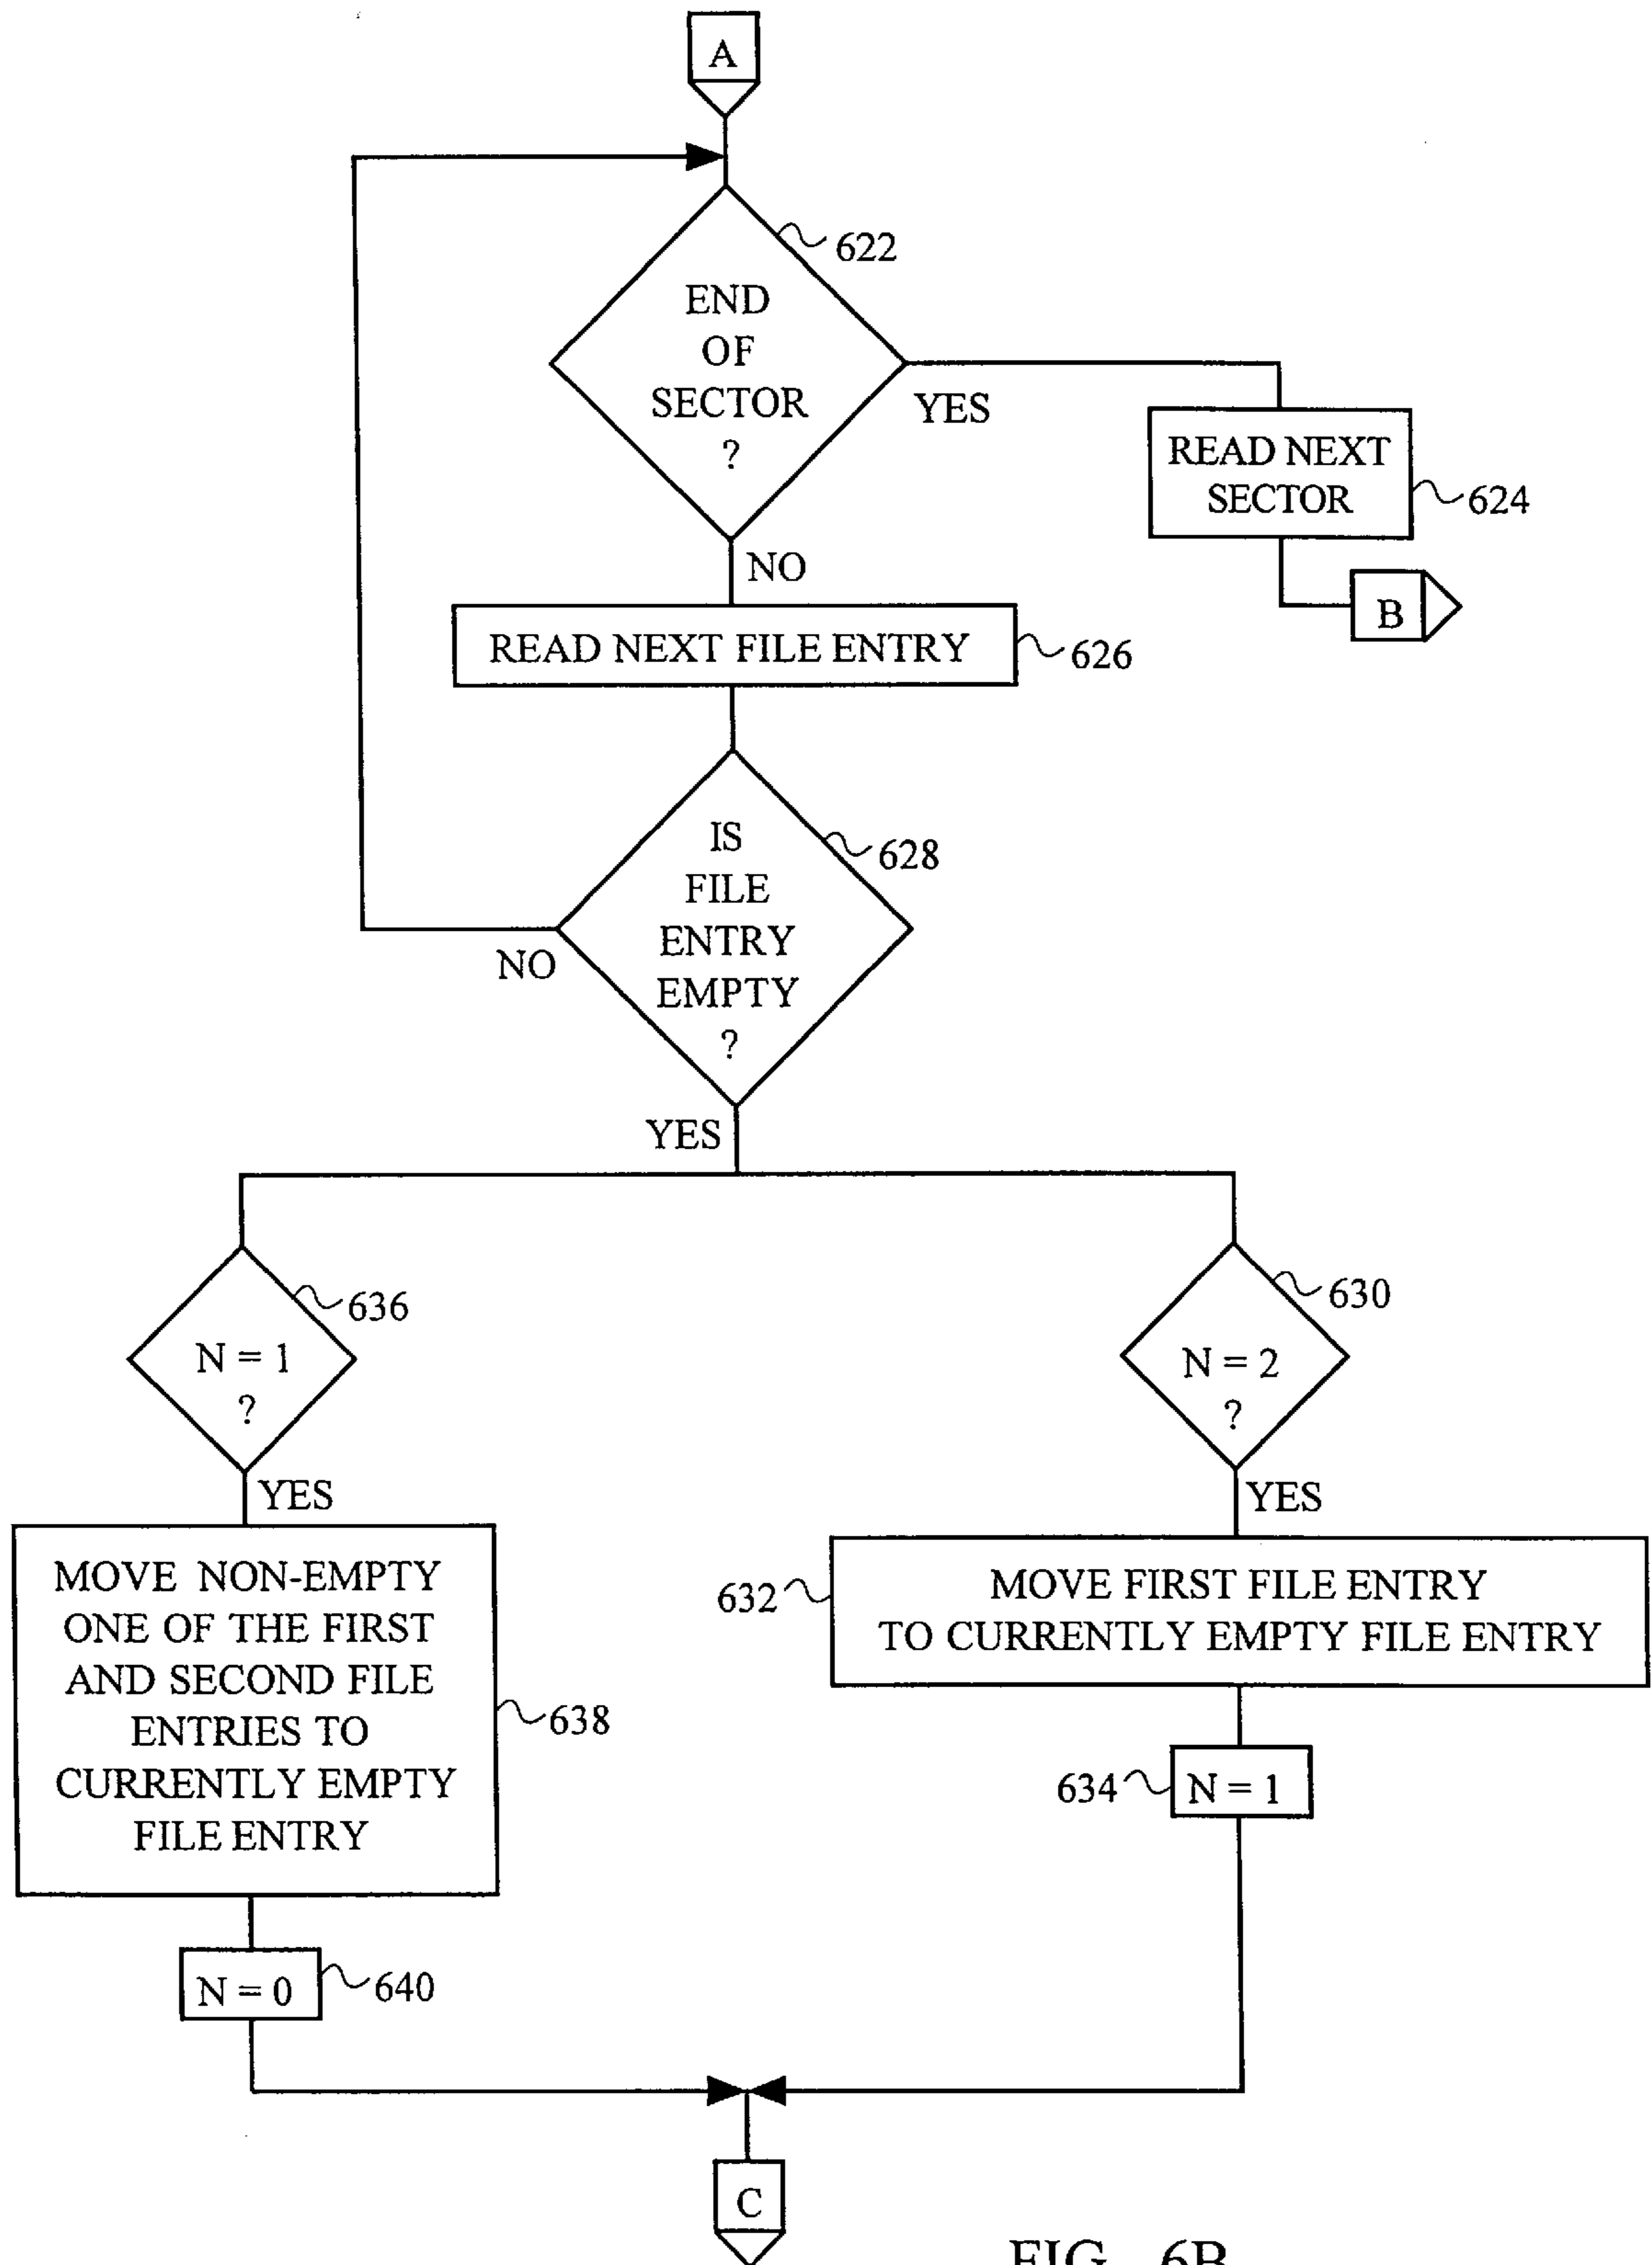 A
622
END
OF
SECTOR
?
YES
READ NEXT
SECTOR
624
NO
B
READ NEXT FILE ENTRY
626
IS
FILE
ENTRY
EMPTY
?
628
NO
YES
636
N = 1
?
630
N = 2
?
YES
YES
MOVE NON-EMPTY
ONE OF THE FIRST
AND SECOND FILE
ENTRIES TO
CURRENTLY EMPTY
FILE ENTRY
638
632
MOVE FIRST FILE ENTRY
TO CURRENTLY EMPTY FILE ENTRY
634
N = 1
N = 0
640
C
FIG. 6B